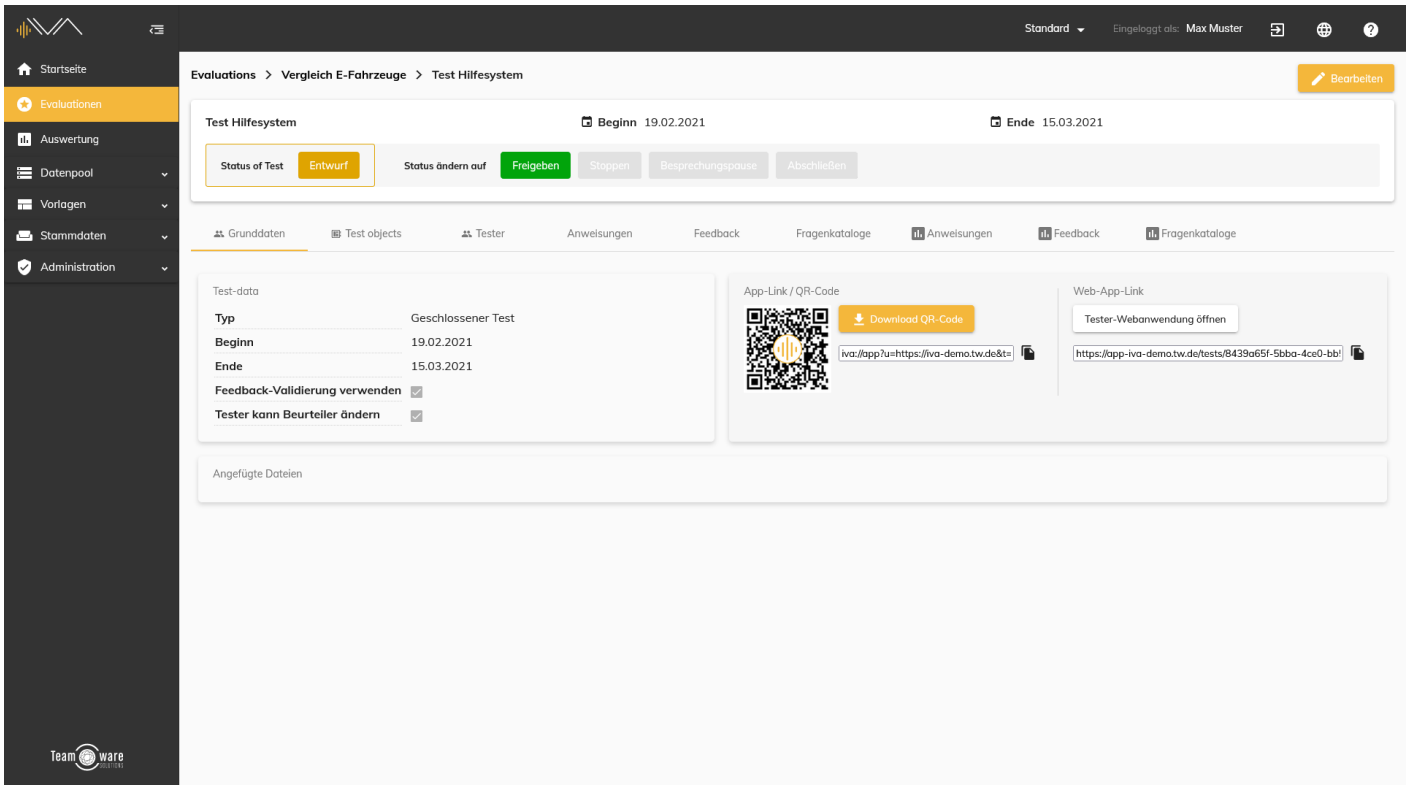 IVA
Standard
Eingeloggt als: Max Muster
Startseite
Evaluationen
Auswertung
Datenpool
Vorlagen
Stammdaten
Administration
Evaluations > Vergleich E-Fahrzeuge > Test Hilfesystem
Bearbeiten
Test Hilfesystem
Beginn 19.02.2021
Ende 15.03.2021
Status of Test Entwurf
Status ändern auf Freigeben Stoppen Besprechungspause Abschließen
Grunddaten Test objects Tester Anweisungen Feedback Fragenkataloge Anweisungen Feedback Fragenkataloge
Test-data
Typ Geschlossener Test
Beginn 19.02.2021
Ende 15.03.2021
Feedback-Validierung verwenden
Tester kann Beurteiler ändern
App-Link / QR-Code
Download QR-Code
iva://app?u=https://iva-demo.tw.de&t=
Web-App-Link
Tester-Webanwendung öffnen
https://app-iva-demo.tw.de/tests/8439a65f-5bba-4ce0-bb
Angefügte Dateien
Team ware
SOLUTIONS